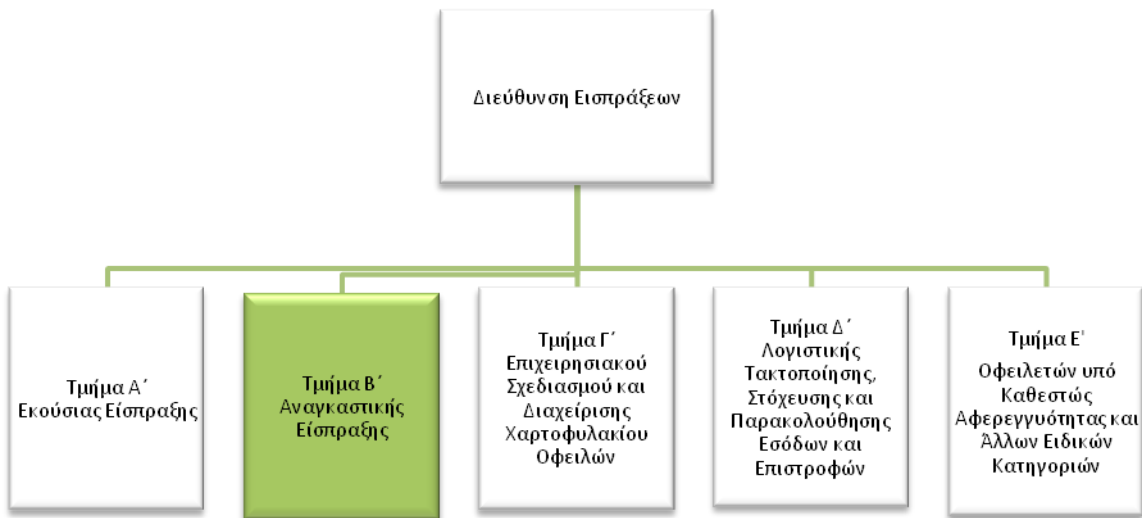 Διεύθυνση Εισπράξεων
Τμήμα Α΄
Εκούσιας Είσπραξης
Τμήμα Β΄
Αναγκαστικής
Είσπραξης
Τμήμα Γ΄
Επιχειρησιακού
Σχεδιασμού και
Διαχείρισης
Χαρτοφυλακίου
Οφειλών
Τμήμα Δ΄
Λογιστικής
Τακτοποίησης,
Στόχευσης και
Παρακολούθησης
Εσόδων και
Επιστροφών
Τμήμα Ε'
Οφειλετών υπό
Καθεστώς
Αφερεγγυότητας και
Άλλων Ειδικών
Κατηγοριών